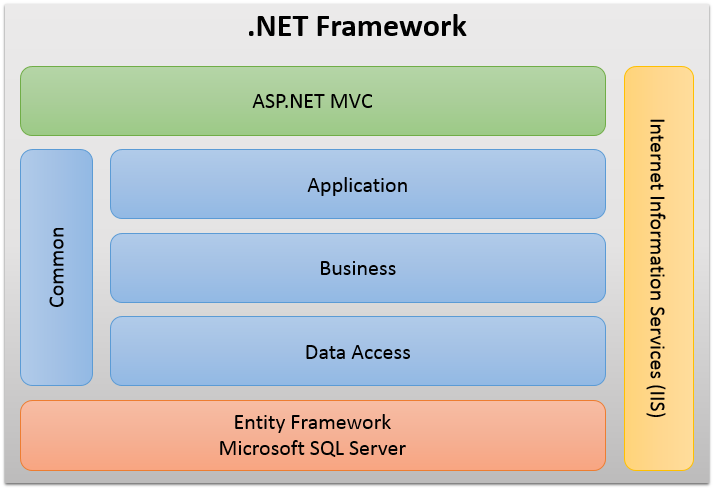 .NET Framework
ASP.NET MVC
Common
Application
Business
Data Access
Entity Framework
Microsoft SQL Server
Internet Information Services (IIS)